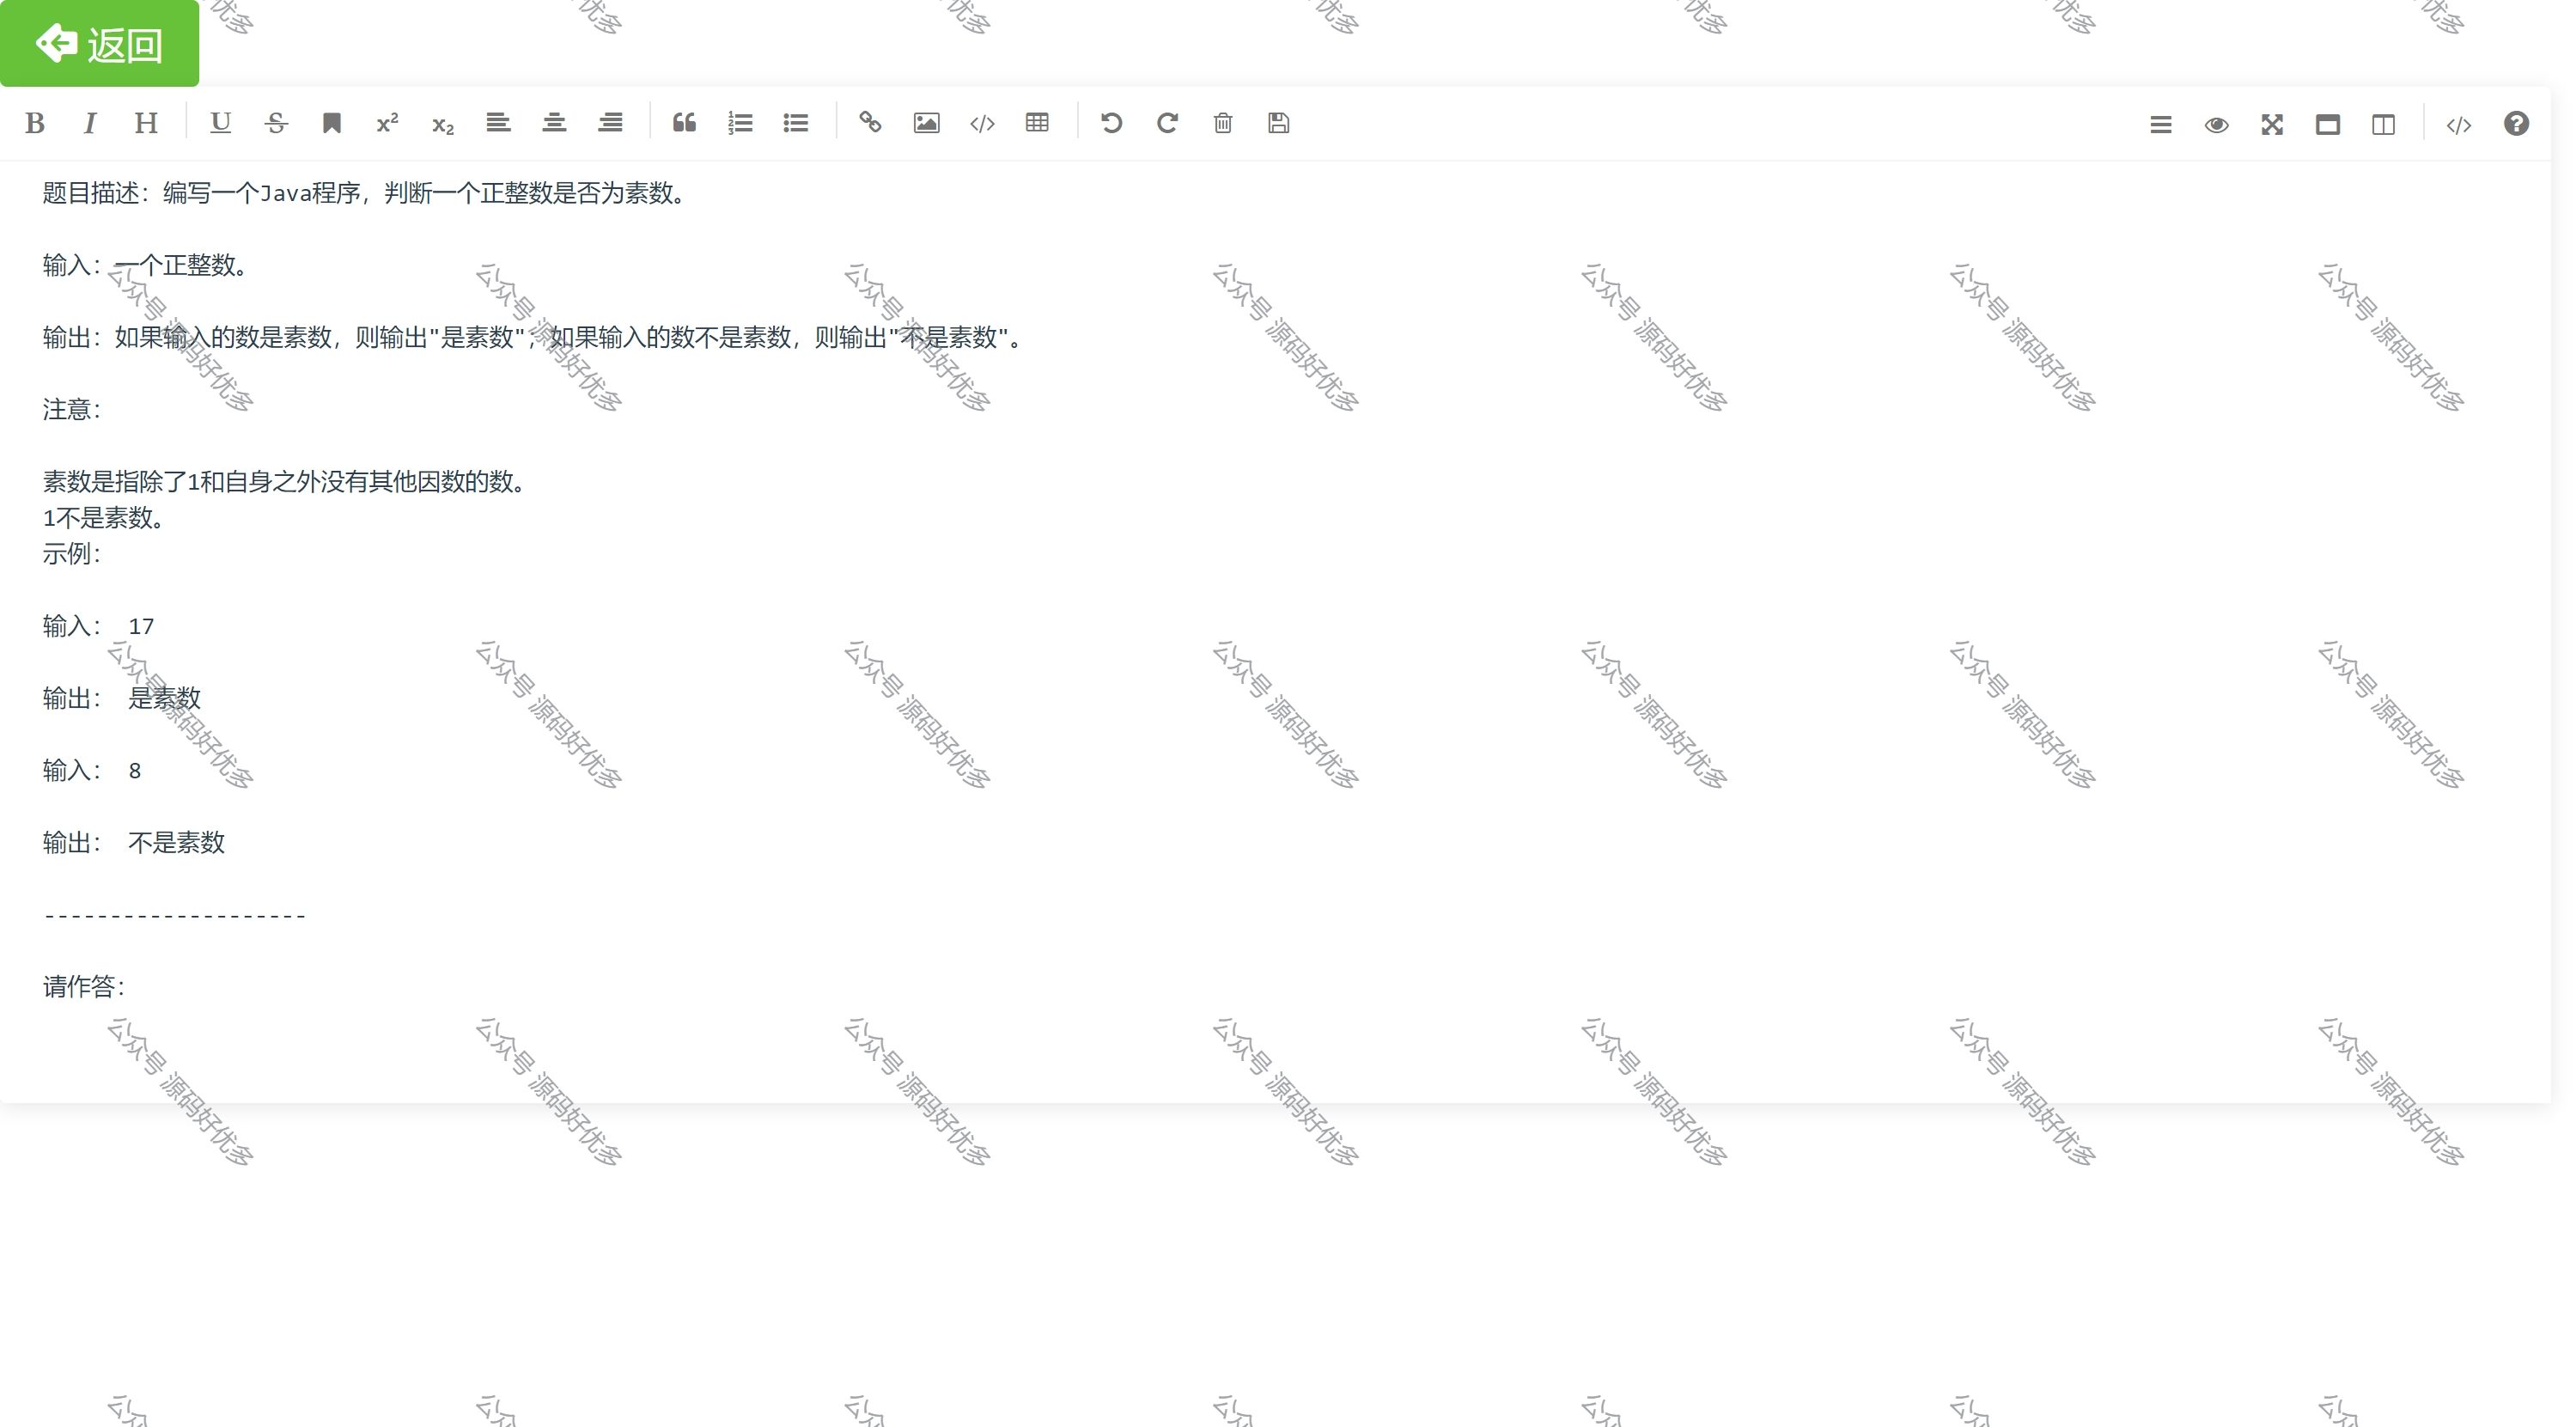 返回
题目描述：编写一个Java程序，判断一个正整数是否为素数。
输入：一个正整数。
输出：如果输入的数是素数，则输出"是素数"；如果输入的数不是素数，则输出"不是素数"。
注意：
素数是指除了1和自身之外没有其他因数的数。
1不是素数。
示例：
输入： 17
输出： 是素数
输入： 8
输出： 不是素数
--------------------
请作答：
公众号 源码好优多